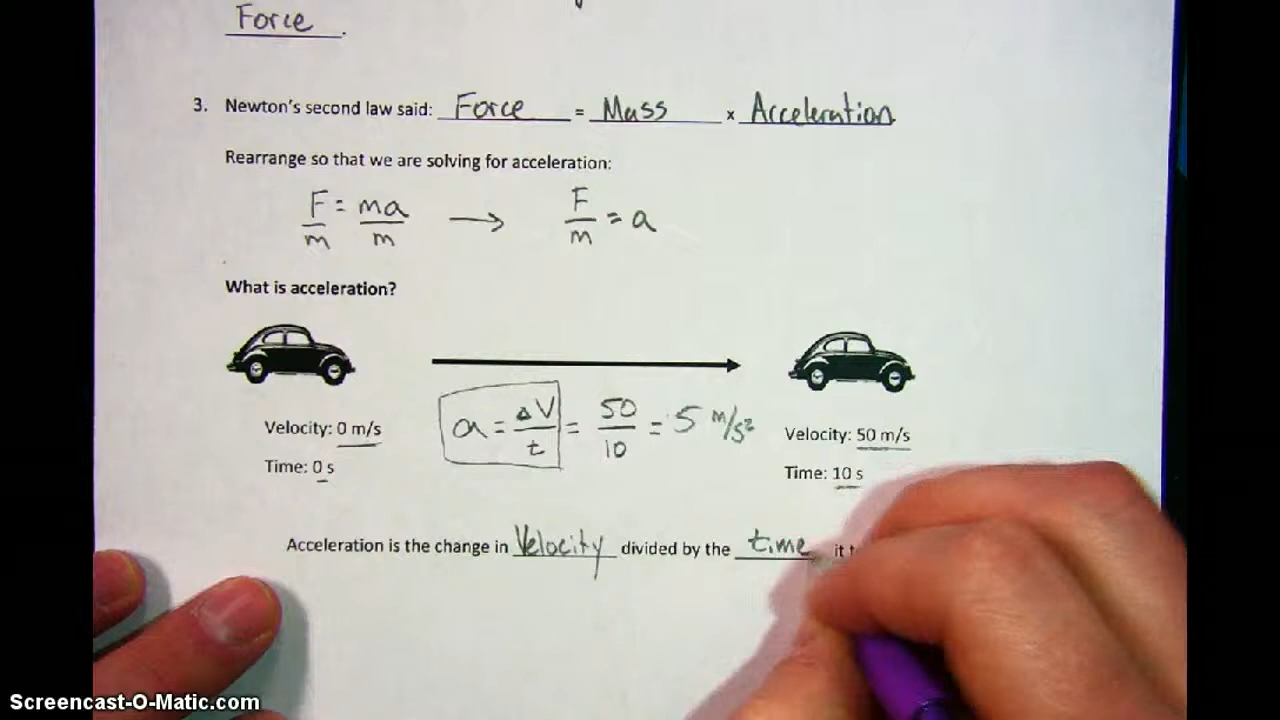 Force.
3. Newton's second law said: Force = Mass x Acceleration
Rearrange so that we are solving for acceleration:
F/m = ma/m → F/m = a
What is acceleration?
a = ΔV/t = 50/10 = 5 m/s²
Velocity: 0 m/s
Time: 0 s
Velocity: 50 m/s
Time: 10 s
Acceleration is the change in Velocity divided by the time it
Screencast-O-Matic.com